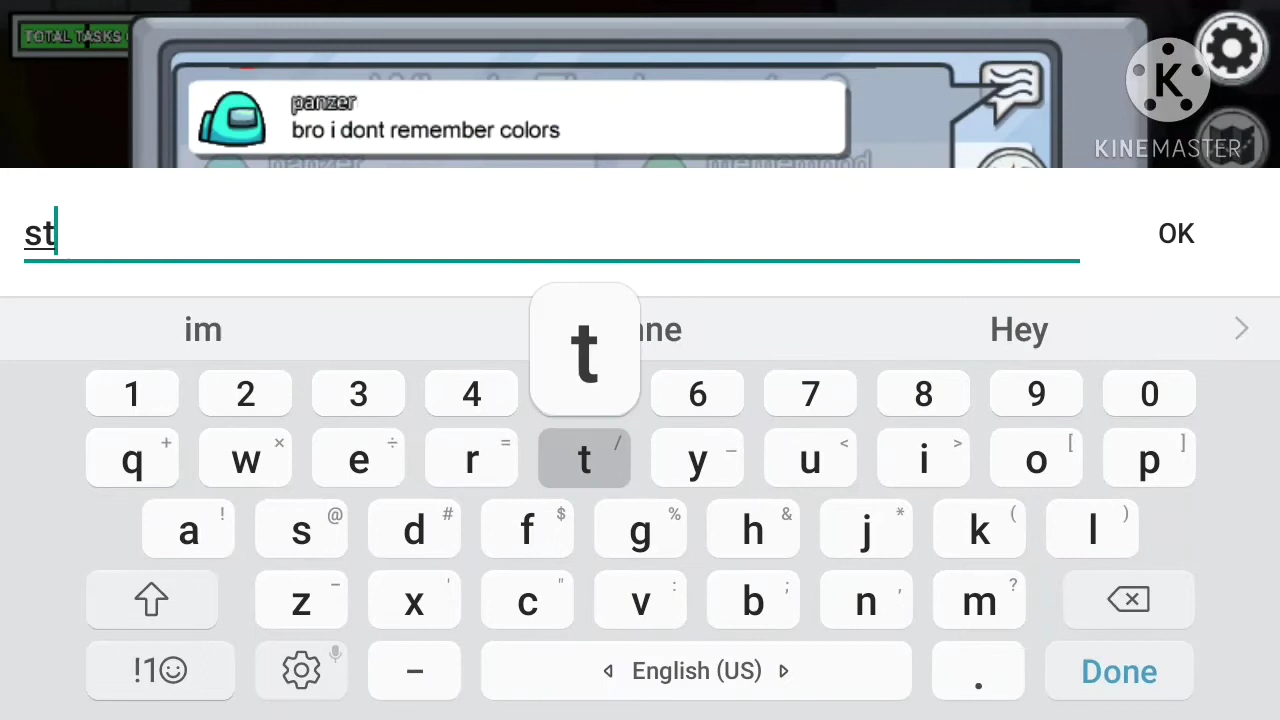 TOTAL TASKS
panzer
bro i dont remember colors
KINEMASTER
K
panzer
st
OK
im
Hey
t
1 2 3 4 6 7 8 9 0
q + w × e ÷ r = t / y _ u < i > o [ p ]
a ! s @ d # f $ g % h & j * k ( l )
z - x ' c " v : b ; n , m ?
!1☺ - English (US) . Done